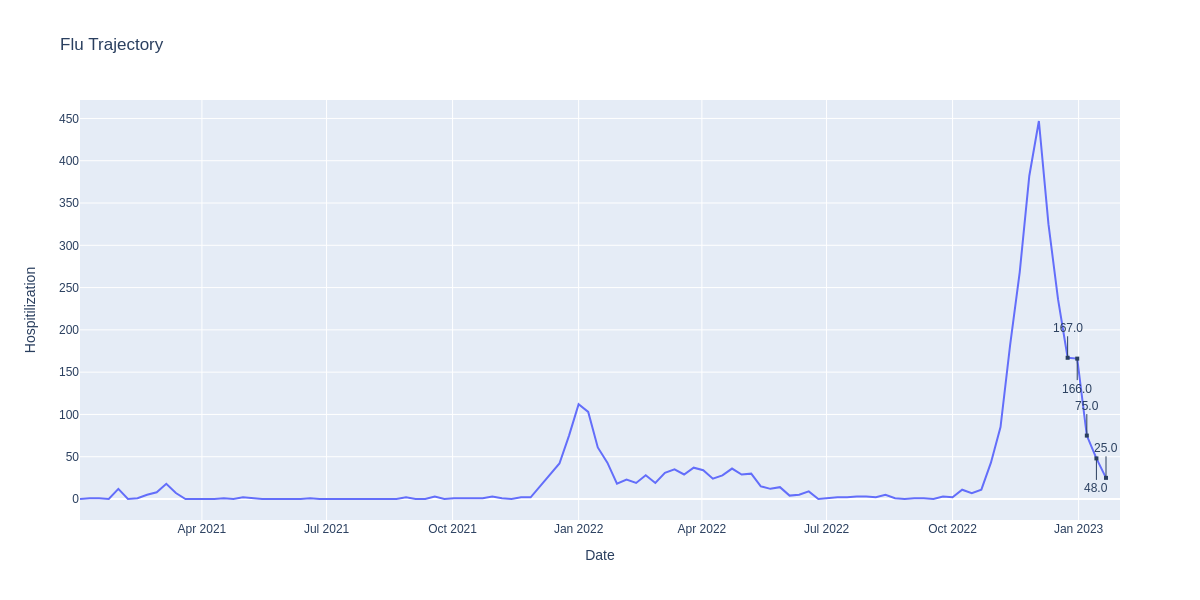 Flu Trajectory
Hospitilization
450
400
350
300
250
200
150
100
50
0
167.0
166.0
75.0
25.0
48.0
Apr 2021
Jul 2021
Oct 2021
Jan 2022
Apr 2022
Jul 2022
Oct 2022
Jan 2023
Date